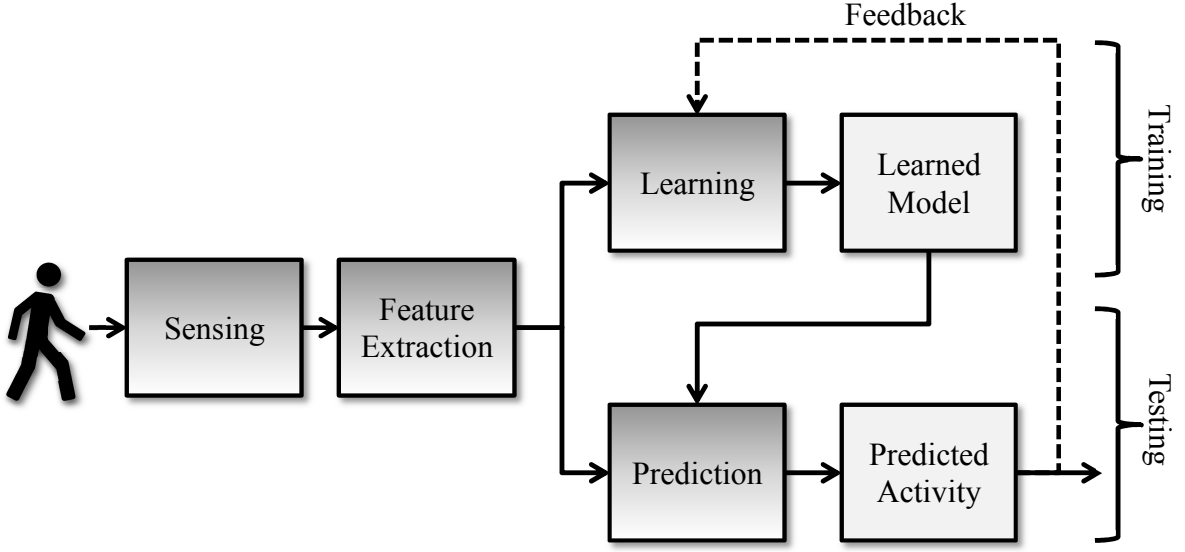 Feedback
Learning
Learned
Model
Training
Sensing
Feature
Extraction
Prediction
Predicted
Activity
Testing